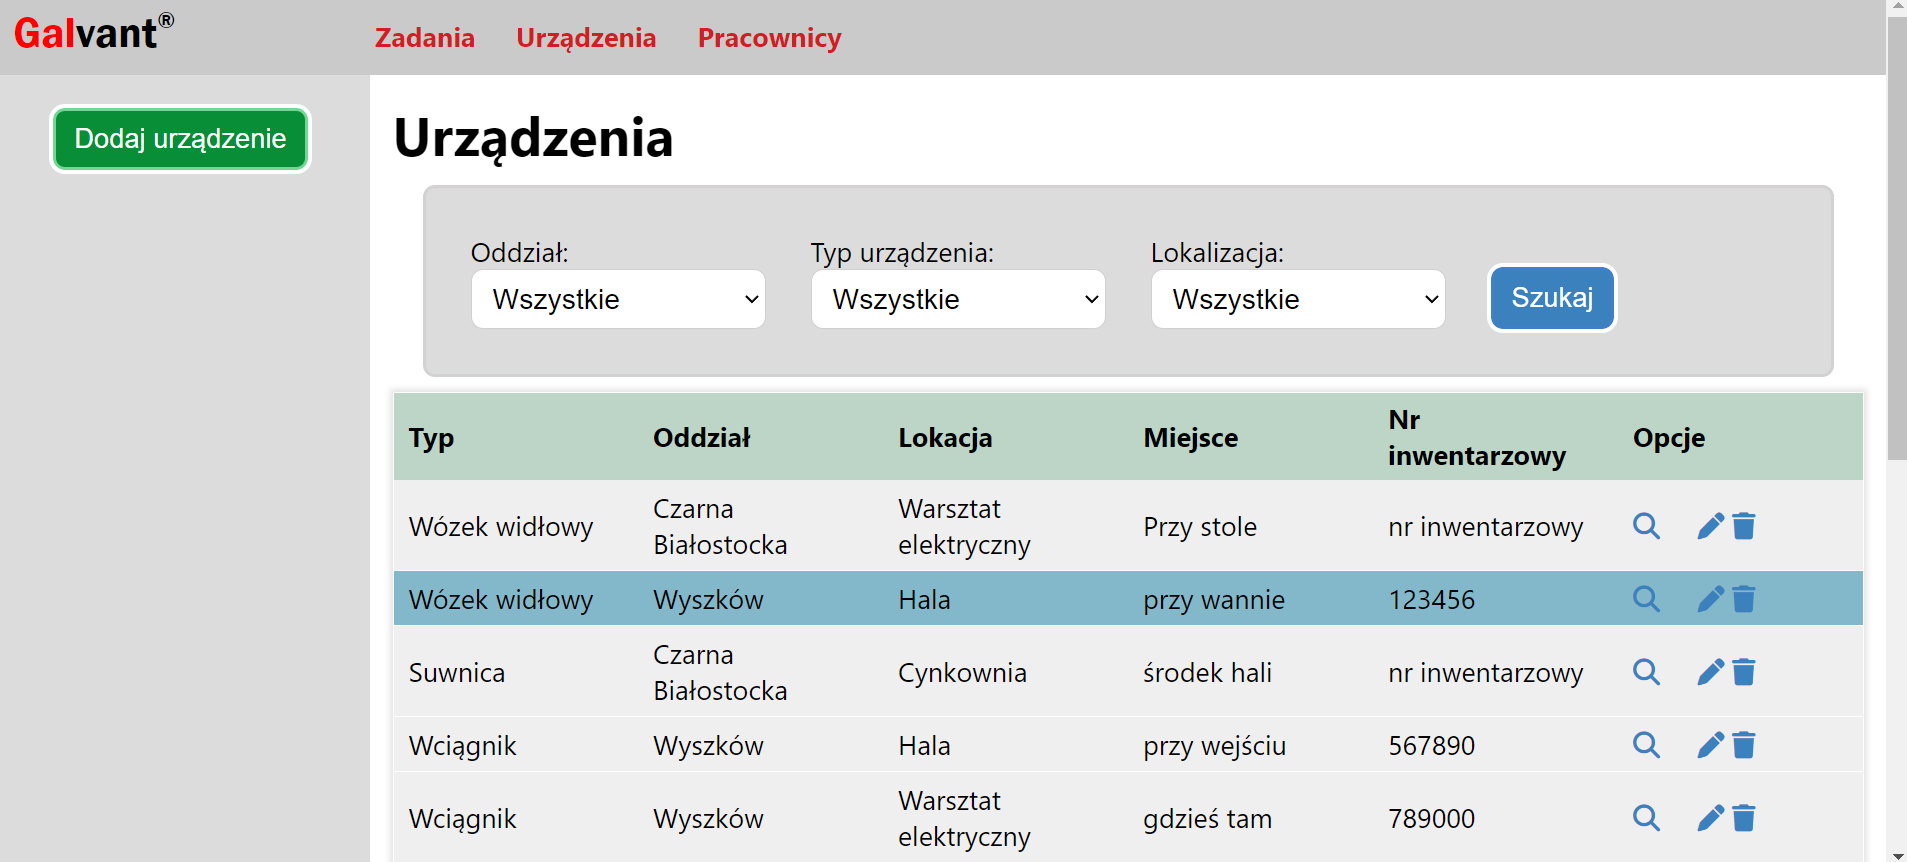 Galvant®
Zadania Urządzenia Pracownicy
Dodaj urządzenie
Urządzenia
Oddział: Typ urządzenia: Lokalizacja:
Wszystkie Wszystkie Wszystkie Szukaj
Typ Oddział Lokacja Miejsce Nr inwentarzowy Opcje
Wózek widłowy Czarna Białostocka Warsztat elektryczny Przy stole nr inwentarzowy
Wózek widłowy Wyszków Hala przy wannie 123456
Suwnica Czarna Białostocka Cynkownia środek hali nr inwentarzowy
Wciągnik Wyszków Hala przy wejściu 567890
Wciągnik Wyszków Warsztat elektryczny gdzieś tam 789000